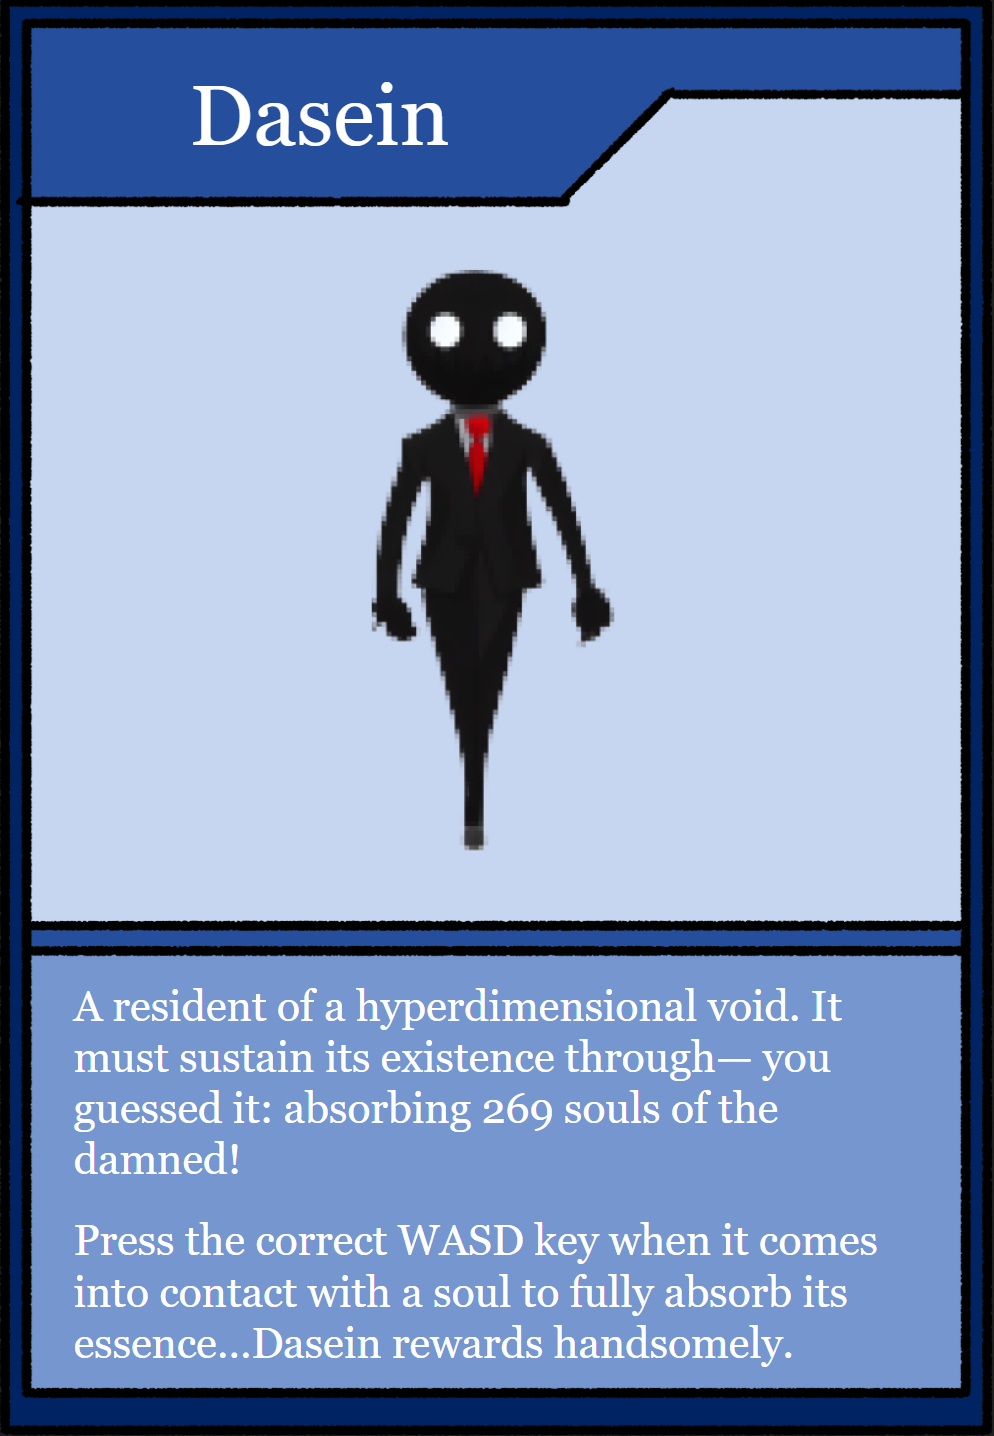 Dasein
A resident of a hyperdimensional void. It
must sustain its existence through— you
guessed it: absorbing 269 souls of the
damned!
Press the correct WASD key when it comes
into contact with a soul to fully absorb its
essence...Dasein rewards handsomely.